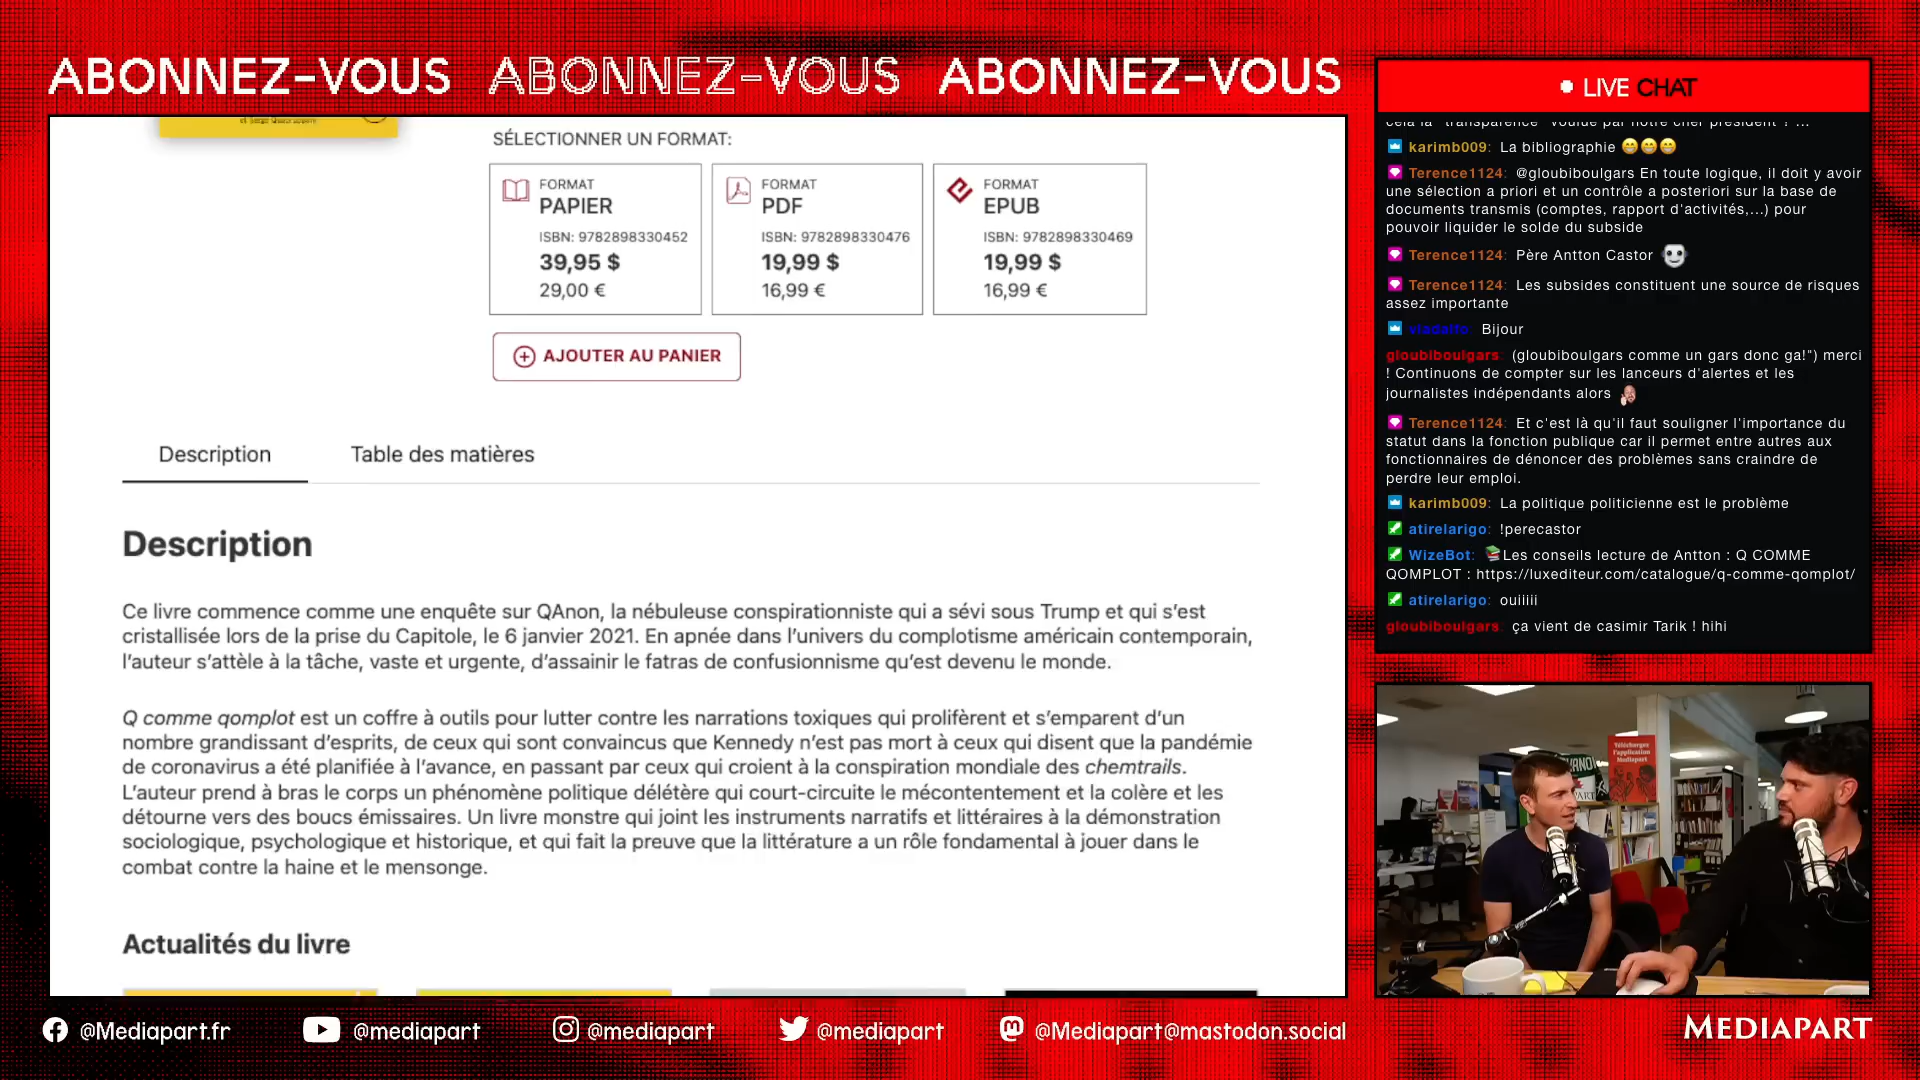 ABONNEZ-VOUS ABONNEZ-VOUS ABONNEZ-VOUS
SÉLECTIONNER UN FORMAT:
FORMAT
PAPIER
ISBN: 9782898330452
39,95 $
29,00 €
FORMAT
PDF
ISBN: 9782898330476
19,99 $
16,99 €
FORMAT
EPUB
ISBN: 9782898330469
19,99 $
16,99 €
AJOUTER AU PANIER
Description
Table des matières
Description
Ce livre commence comme une enquête sur QAnon, la nébuleuse conspirationniste qui a sévi sous Trump et qui s’est
cristallisée lors de la prise du Capitole, le 6 janvier 2021. En apnée dans l’univers du complotisme américain contemporain,
l’auteur s’attèle à la tâche, vaste et urgente, d’assainir le fatras de confusionnisme qu’est devenu le monde.
Q comme qomplot est un coffre à outils pour lutter contre les narrations toxiques qui prolifèrent et s’emparent d’un
nombre grandissant d’esprits, de ceux qui sont convaincus que Kennedy n’est pas mort à ceux qui disent que la pandémie
de coronavirus a été planifiée à l’avance, en passant par ceux qui croient à la conspiration mondiale des chemtrails.
L’auteur prend à bras le corps un phénomène politique délétère qui court-circuite le mécontentement et la colère et les
détourne vers des boucs émissaires. Un livre monstre qui joint les instruments narratifs et littéraires à la démonstration
sociologique, psychologique et historique, et qui fait la preuve que la littérature a un rôle fondamental à jouer dans le
combat contre la haine et le mensonge.
Actualités du livre
LIVE CHAT
cela la "transparence" voulue par notre cher président ? ...
karimb009: La bibliographie 😁😁😁
Terence1124: @gloubiboulgars En toute logique, il doit y avoir
une sélection a priori et un contrôle a posteriori sur la base de
documents transmis (comptes, rapport d'activités,...) pour
pouvoir liquider le solde du subside
Terence1124: Père Antton Castor
Terence1124: Les subsides constituent une source de risques
assez importante
vladelfo: Bijour
gloubiboulgars: (gloubiboulgars comme un gars donc ga!") merci
! Continuons de compter sur les lanceurs d'alertes et les
journalistes indépendants alors
Terence1124: Et c'est là qu'il faut souligner l'importance du
statut dans la fonction publique car il permet entre autres aux
fonctionnaires de dénoncer des problèmes sans craindre de
perdre leur emploi.
karimb009: La politique politicienne est le problème
atirelarigo: !perecastor
WizeBot: 📚Les conseils lecture de Antton : Q COMME
QOMPLOT : https://luxediteur.com/catalogue/q-comme-qomplot/
atirelarigo: ouiiiii
gloubiboulgars: ça vient de casimir Tarik ! hihi
Téléchargez
l'application
Mediapart
@Mediapart.fr
@mediapart
@mediapart
@mediapart
@Mediapart@mastodon.social
MEDIAPART